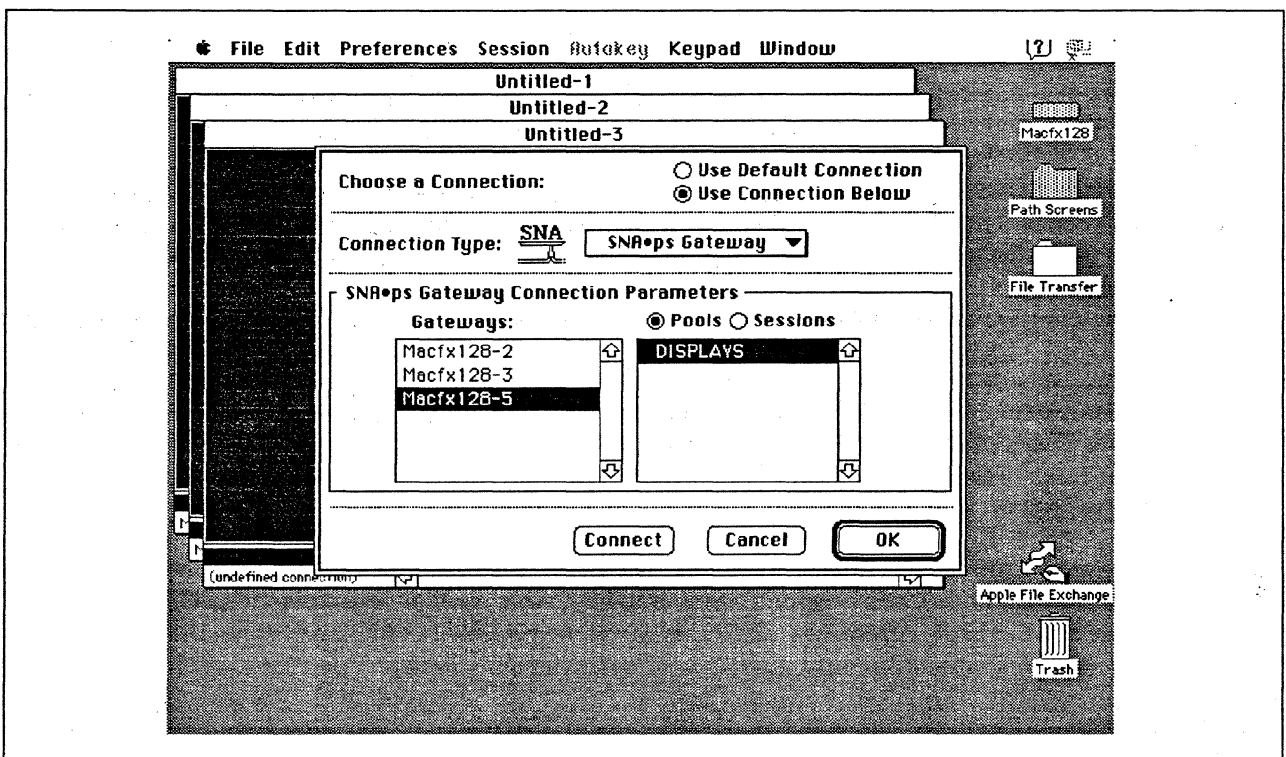 File Edit Preferences Session Autokey Keypad Window
Untitled-1
Untitled-2
Untitled-3
Macfx128
Path Screens
File Transfer
Choose a Connection:
Use Default Connection
Use Connection Below
Connection Type: SNA SNA•ps Gateway
SNA•ps Gateway Connection Parameters
Gateways: Pools Sessions
Macfx128-2 DISPLAYS
Macfx128-3
Macfx128-5
Connect Cancel OK
(undefined connection)
Apple File Exchange
Trash